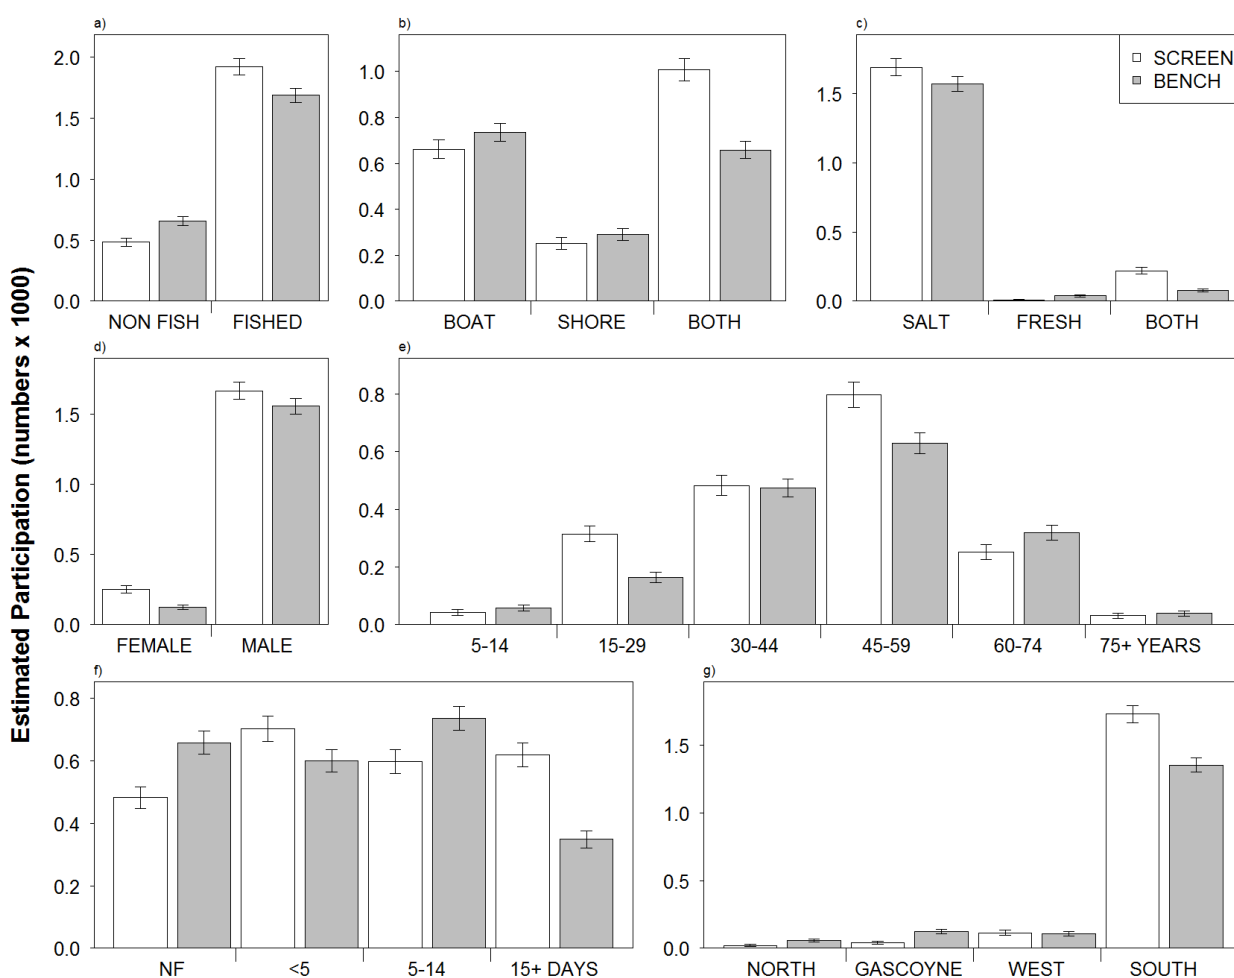 Estimated Participation (numbers x 1000)
a)
2.0
1.5
1.0
0.5
0.0
NON FISH FISHED
b)
1.0
0.8
0.6
0.4
0.2
0.0
BOAT SHORE BOTH
c)
SCREEN
BENCH
1.5
1.0
0.5
0.0
SALT FRESH BOTH
d)
1.5
1.0
0.5
0.0
FEMALE MALE
e)
0.8
0.6
0.4
0.2
0.0
5-14 15-29 30-44 45-59 60-74 75+ YEARS
f)
0.8
0.6
0.4
0.2
0.0
NF <5 5-14 15+ DAYS
g)
1.5
1.0
0.5
0.0
NORTH GASCOYNE WEST SOUTH